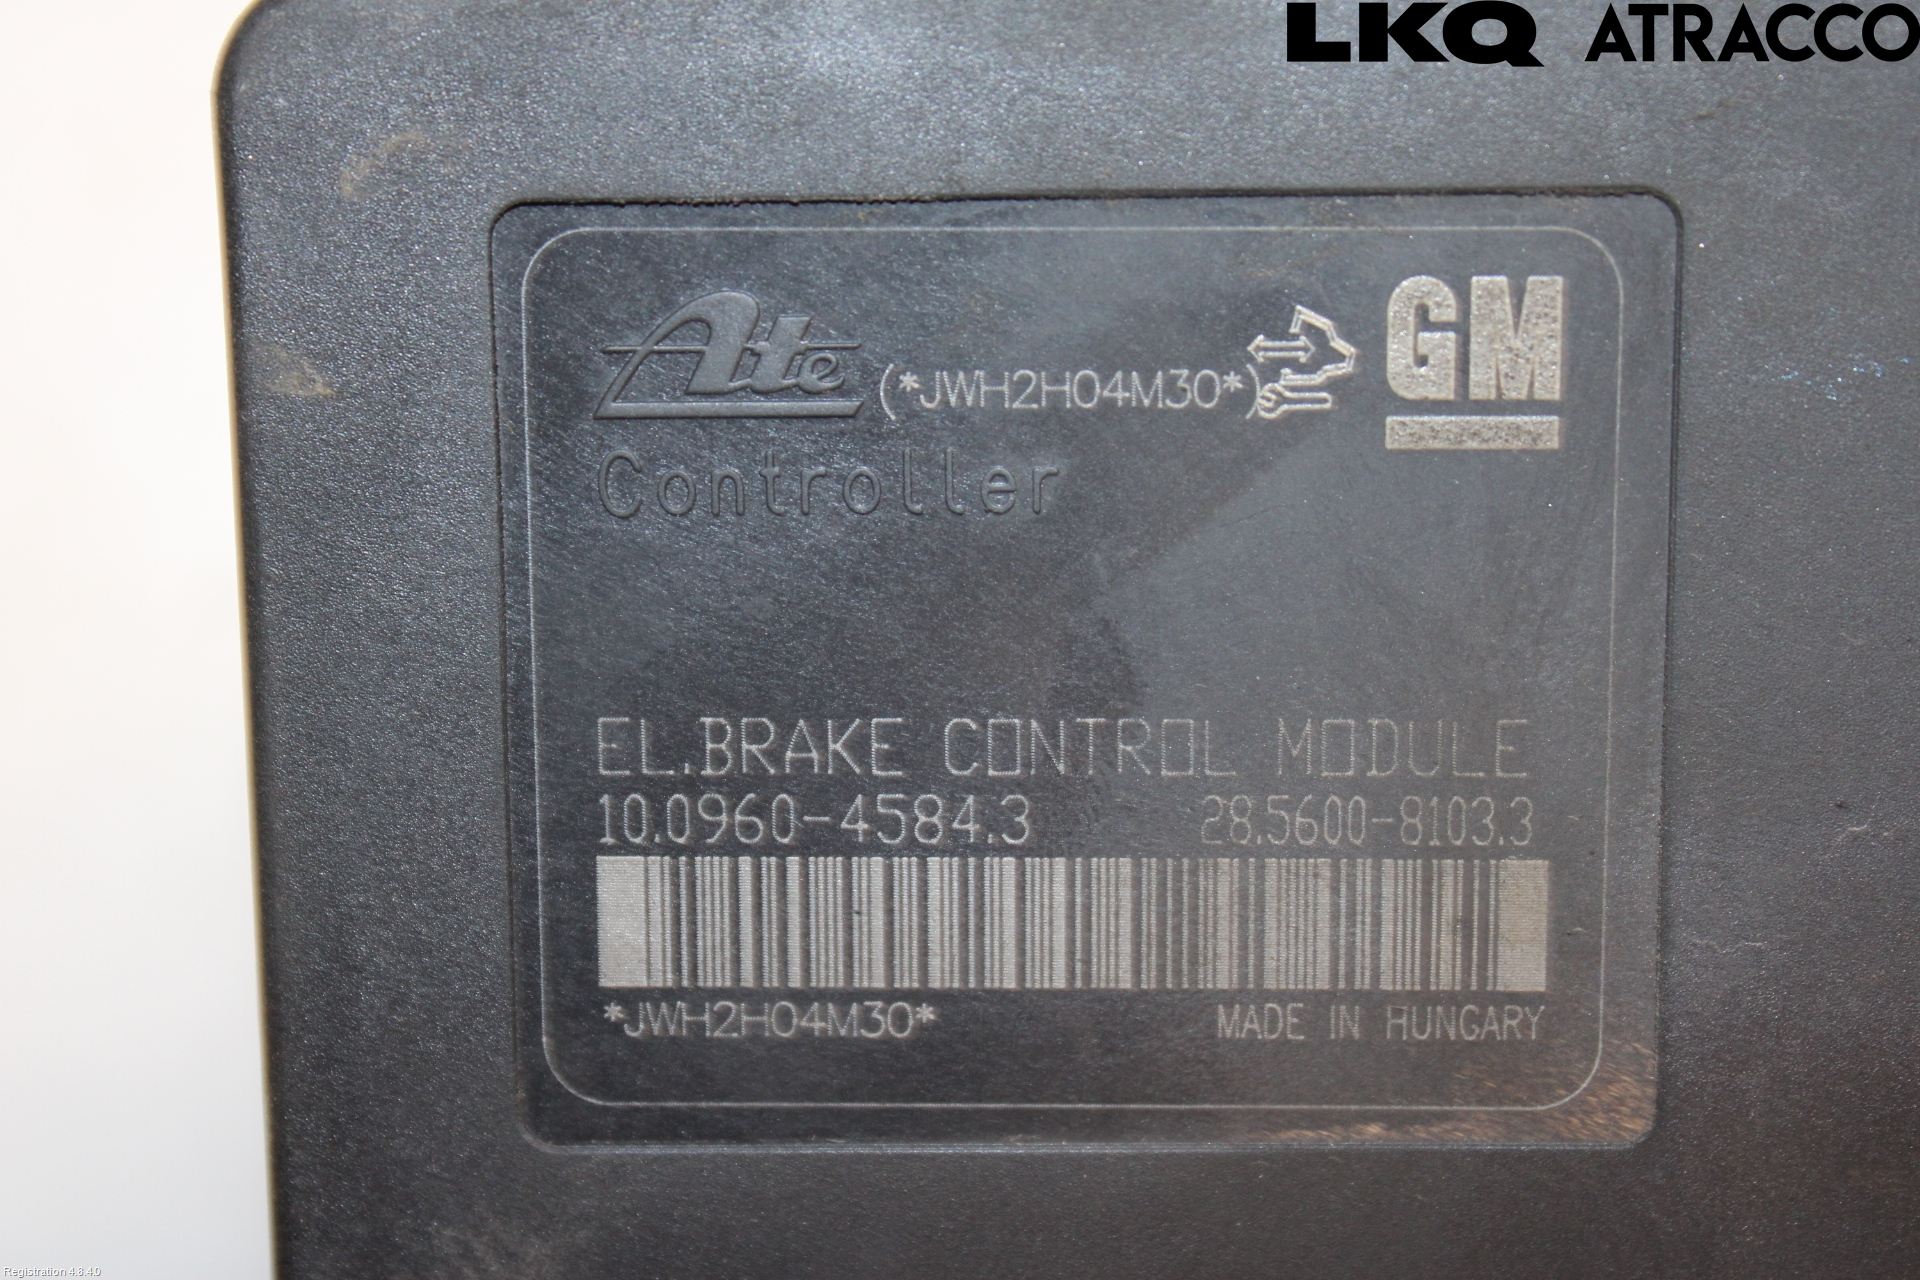 LKQ ATRACCO
Ate (*JWH2H04M30*) GM
Controller
EL.BRAKE CONTROL MODULE
10.0960-4584.3 28.5600-8103.3
*JWH2H04M30* MADE IN HUNGARY
Registration 4.8.4.0